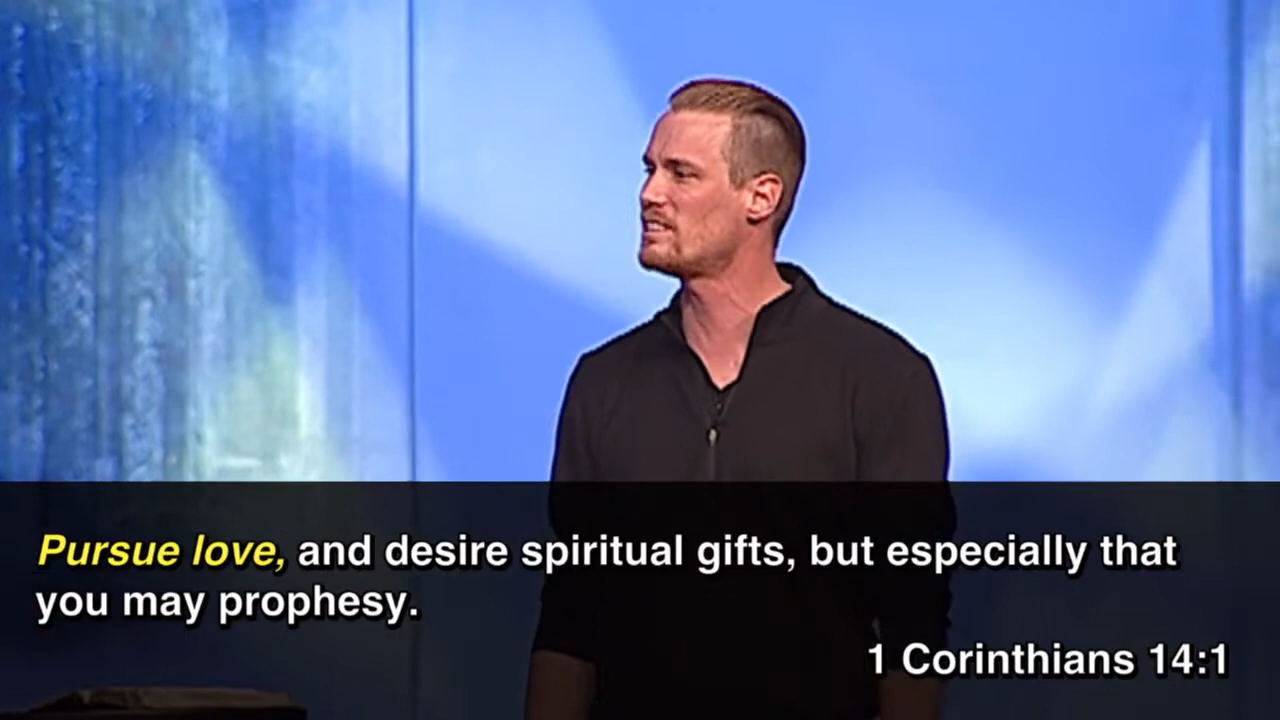 Pursue love, and desire spiritual gifts, but especially that
you may prophesy.
1 Corinthians 14:1